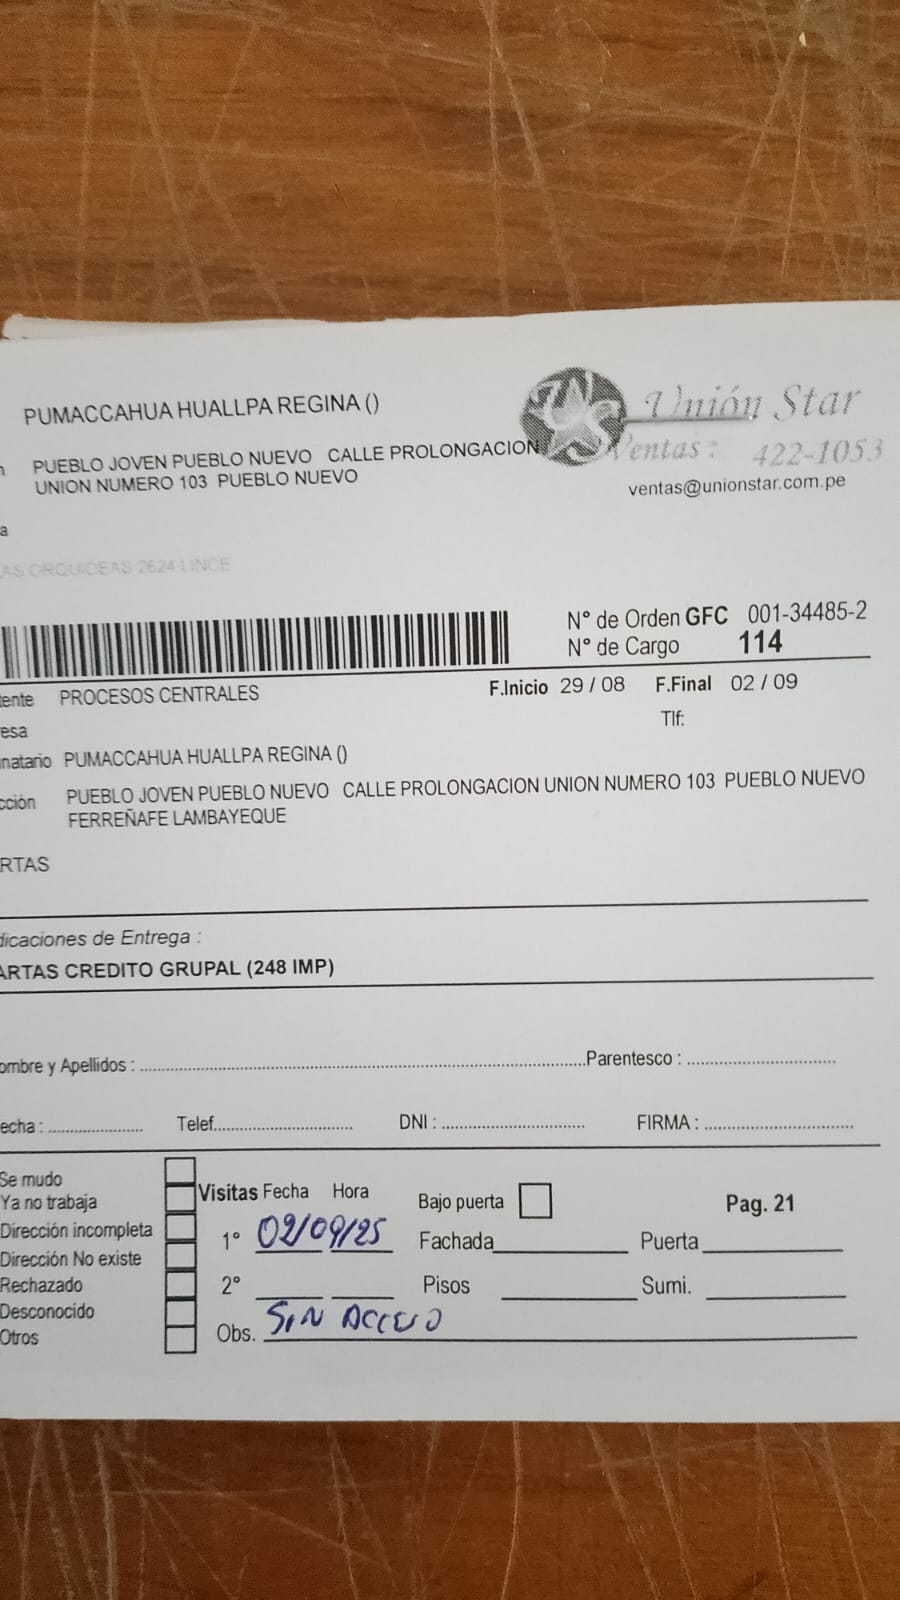 PUMACCAHUA HUALLPA REGINA ()
Unión Star
PUEBLO JOVEN PUEBLO NUEVO CALLE PROLONGACION
UNION NUMERO 103 PUEBLO NUEVO
Ventas: 422-1053
ventas@unionstar.com.pe
a
AS ORQUIDEAS 2624 LINCE
N° de Orden GFC 001-34485-2
N° de Cargo 114
tente PROCESOS CENTRALES
F.Inicio 29 / 08 F.Final 02 / 09
esa
Tlf:
inatario PUMACCAHUA HUALLPA REGINA ()
cción PUEBLO JOVEN PUEBLO NUEVO CALLE PROLONGACION UNION NUMERO 103 PUEBLO NUEVO
FERREÑAFE LAMBAYEQUE
RTAS
dicaciones de Entrega :
ARTAS CREDITO GRUPAL (248 IMP)
ombre y Apellidos : Parentesco :
echa : Telef. DNI : FIRMA :
Se mudo
Ya no trabaja
Dirección incompleta
Dirección No existe
Rechazado
Desconocido
Otros
Visitas Fecha Hora
1° 02/09/25
2°
Obs. SIN ACCESO
Bajo puerta
Pag. 21
Fachada Puerta
Pisos Sumi.